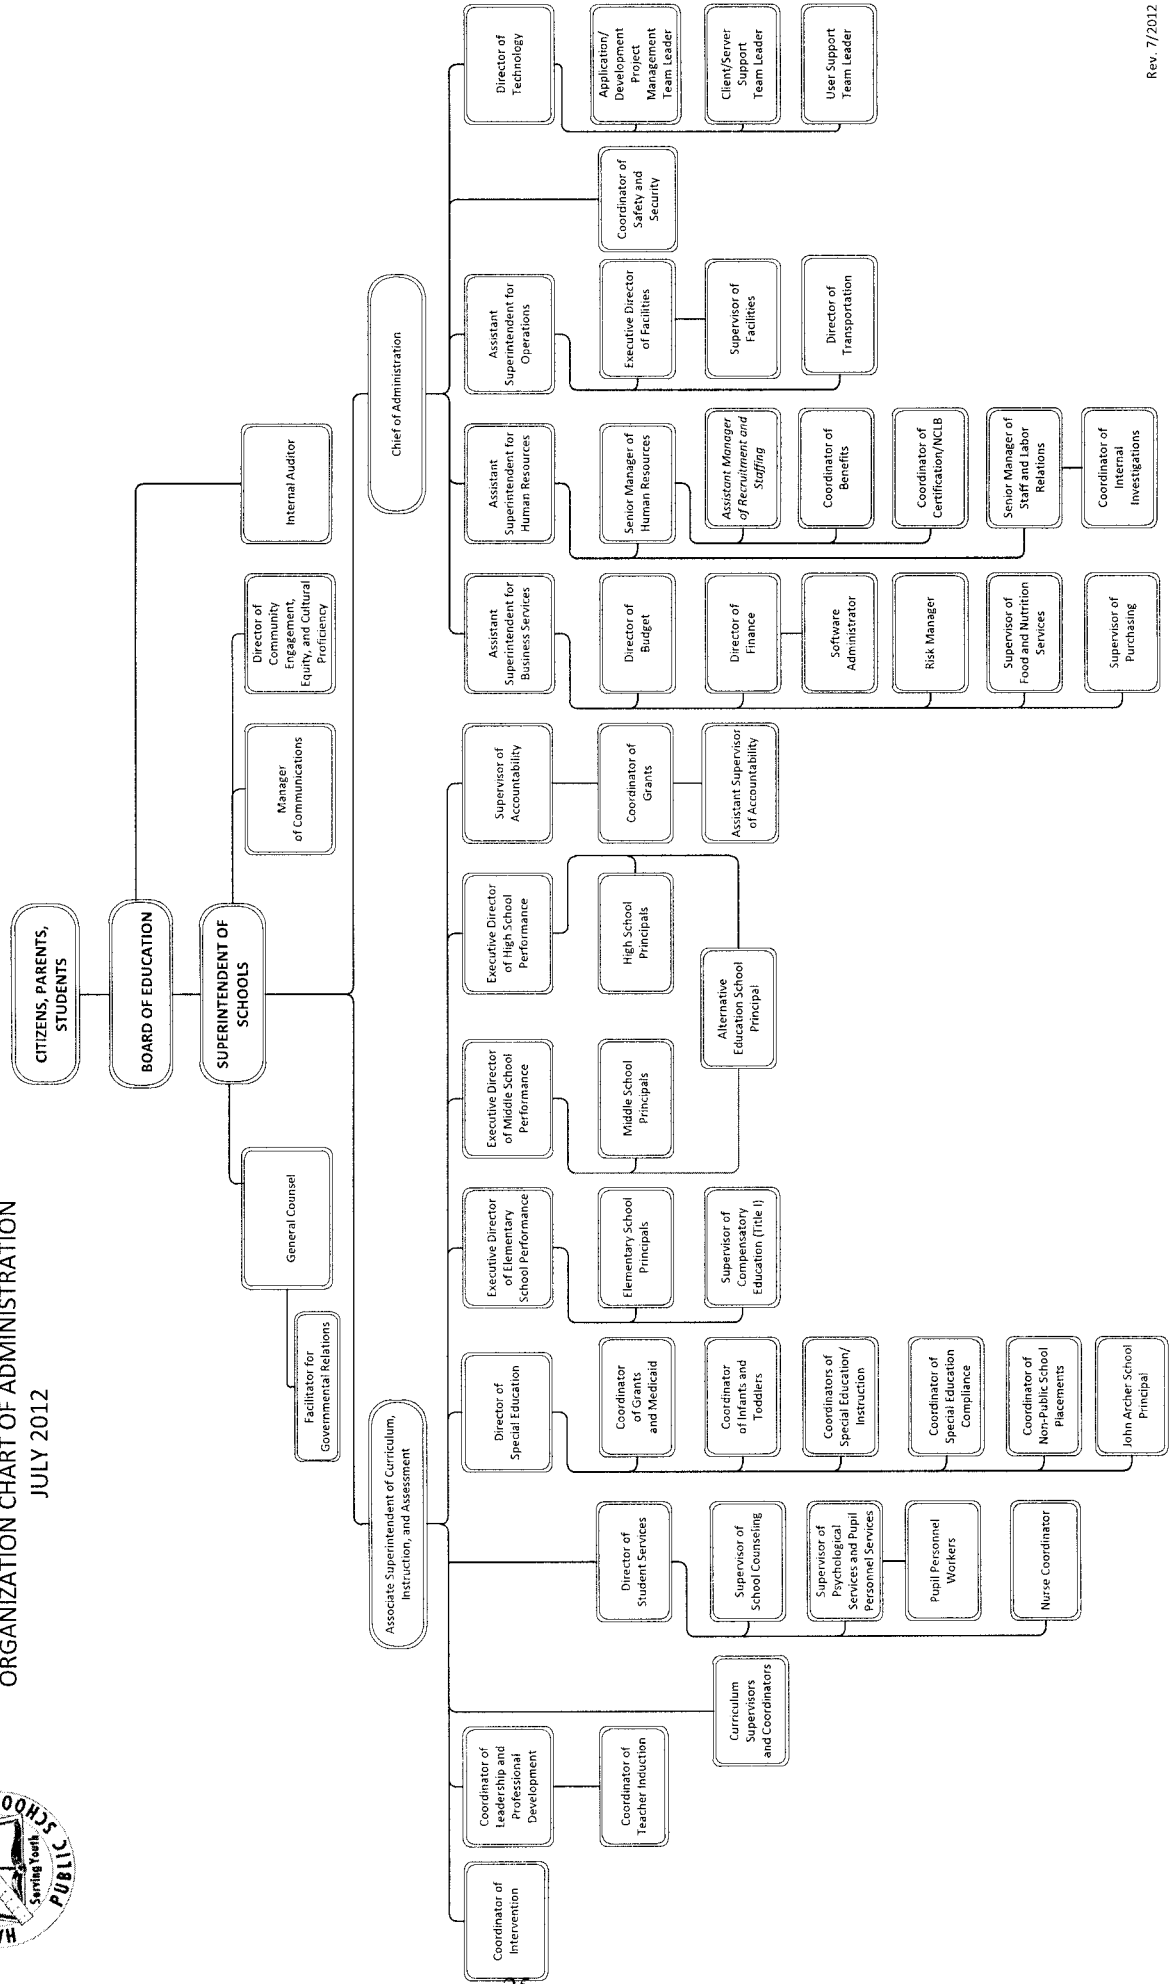 ORGANIZATION CHART OF ADMINISTRATION
JULY 2012
Serving Youth
PUBLIC SCHOO
HA
CITIZENS, PARENTS,
STUDENTS
BOARD OF EDUCATION
SUPERINTENDENT OF
SCHOOLS
Facilitator for
Governmental Relations
General Counsel
Manager
of Communications
Director of
Community
Engagement,
Equity, and Cultural
Proficiency
Internal Auditor
Associate Superintendent of Curriculum,
Instruction, and Assessment
Chief of Administration
Coordinator of
Intervention
Coordinator of
Leadership and
Professional
Development
Coordinator of
Teacher Induction
Curriculum
Supervisors
and Coordinators
Director of
Student Services
Supervisor of
School Counseling
Supervisor of
Psychological
Services and Pupil
Personnel Services
Pupil Personnel
Workers
Nurse Coordinator
Director of
Special Education
Coordinator
of Grants
and Medicaid
Coordinator
of Infants and
Toddlers
Coordinators of
Special Education/
Instruction
Coordinator of
Special Education
Compliance
Coordinator of
Non-Public School
Placements
John Archer School
Principal
Executive Director
of Elementary
School Performance
Elementary School
Principals
Supervisor of
Compensatory
Education (Title I)
Executive Director
of Middle School
Performance
Middle School
Principals
Executive Director
of High School
Performance
High School
Principals
Alternative
Education School
Principal
Supervisor of
Accountability
Coordinator of
Grants
Assistant Supervisor
of Accountability
Assistant
Superintendent for
Business Services
Director of
Budget
Director of
Finance
Software
Administrator
Risk Manager
Supervisor of
Food and Nutrition
Services
Supervisor of
Purchasing
Assistant
Superintendent for
Human Resources
Senior Manager of
Human Resources
Assistant Manager
of Recruitment and
Staffing
Coordinator of
Benefits
Coordinator of
Certification/NCLB
Senior Manager of
Staff and Labor
Relations
Coordinator of
Internal
Investigations
Assistant
Superintendent for
Operations
Executive Director
of Facilities
Supervisor of
Facilities
Director of
Transportation
Coordinator of
Safety and
Security
Director of
Technology
Application/
Development
Project
Management
Team Leader
Client/Server
Support
Team Leader
User Support
Team Leader
Rev. 7/2012